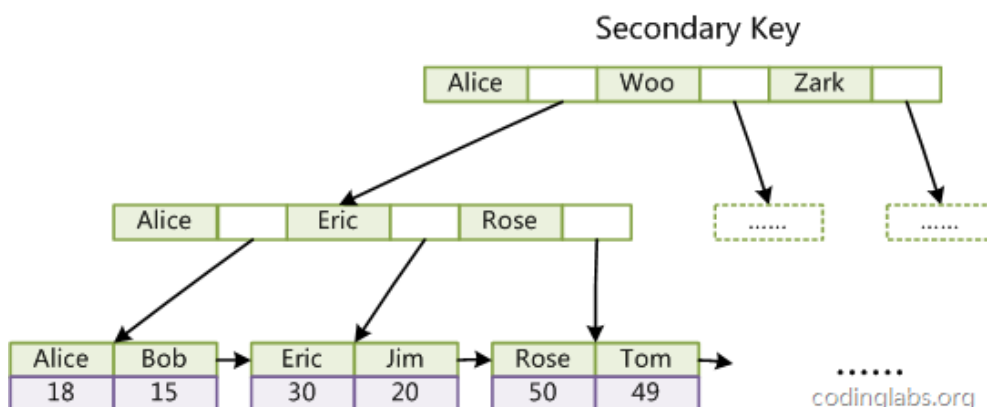 Secondary Key
Alice Woo Zark
Alice Eric Rose ...... ......
Alice Bob Eric Jim Rose Tom ......
18 15 30 20 50 49
codinglabs.org